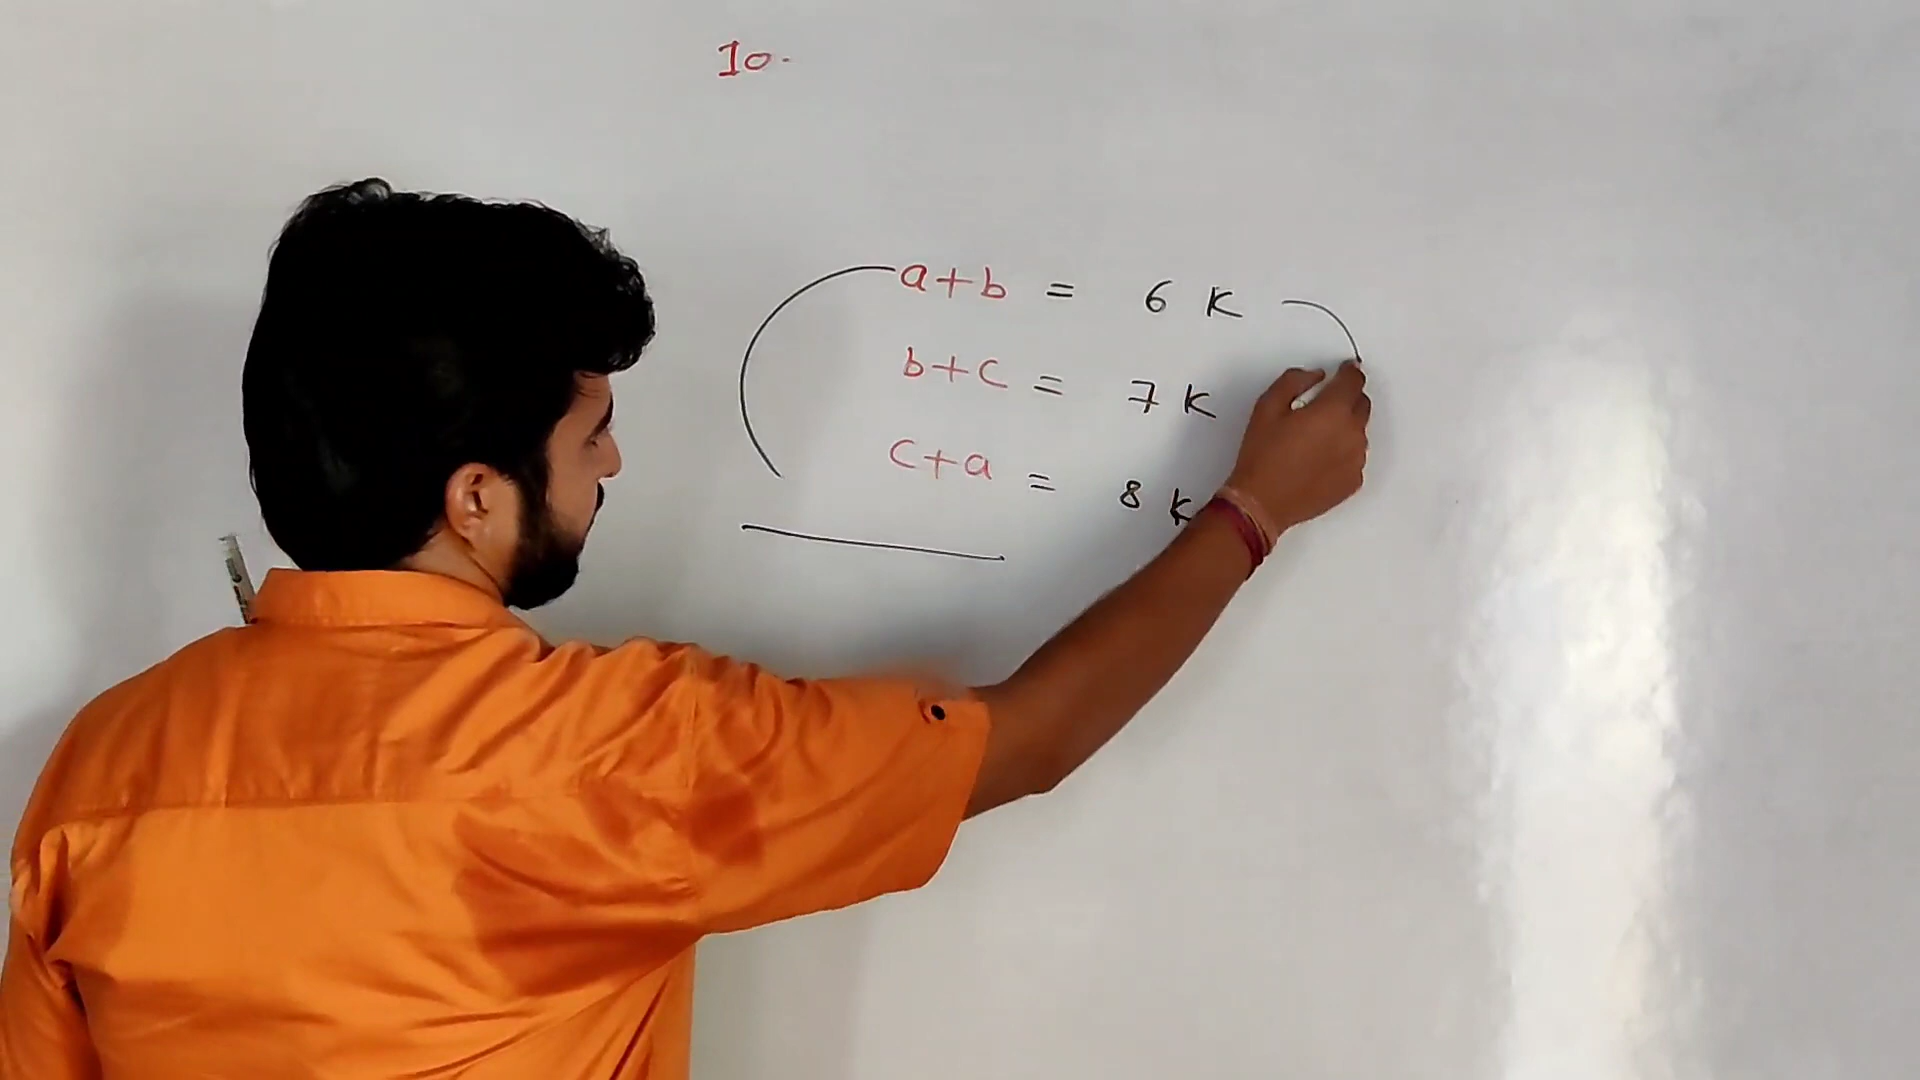 10.
a+b = 6 K
b+c = 7 K
c+a = 8 K